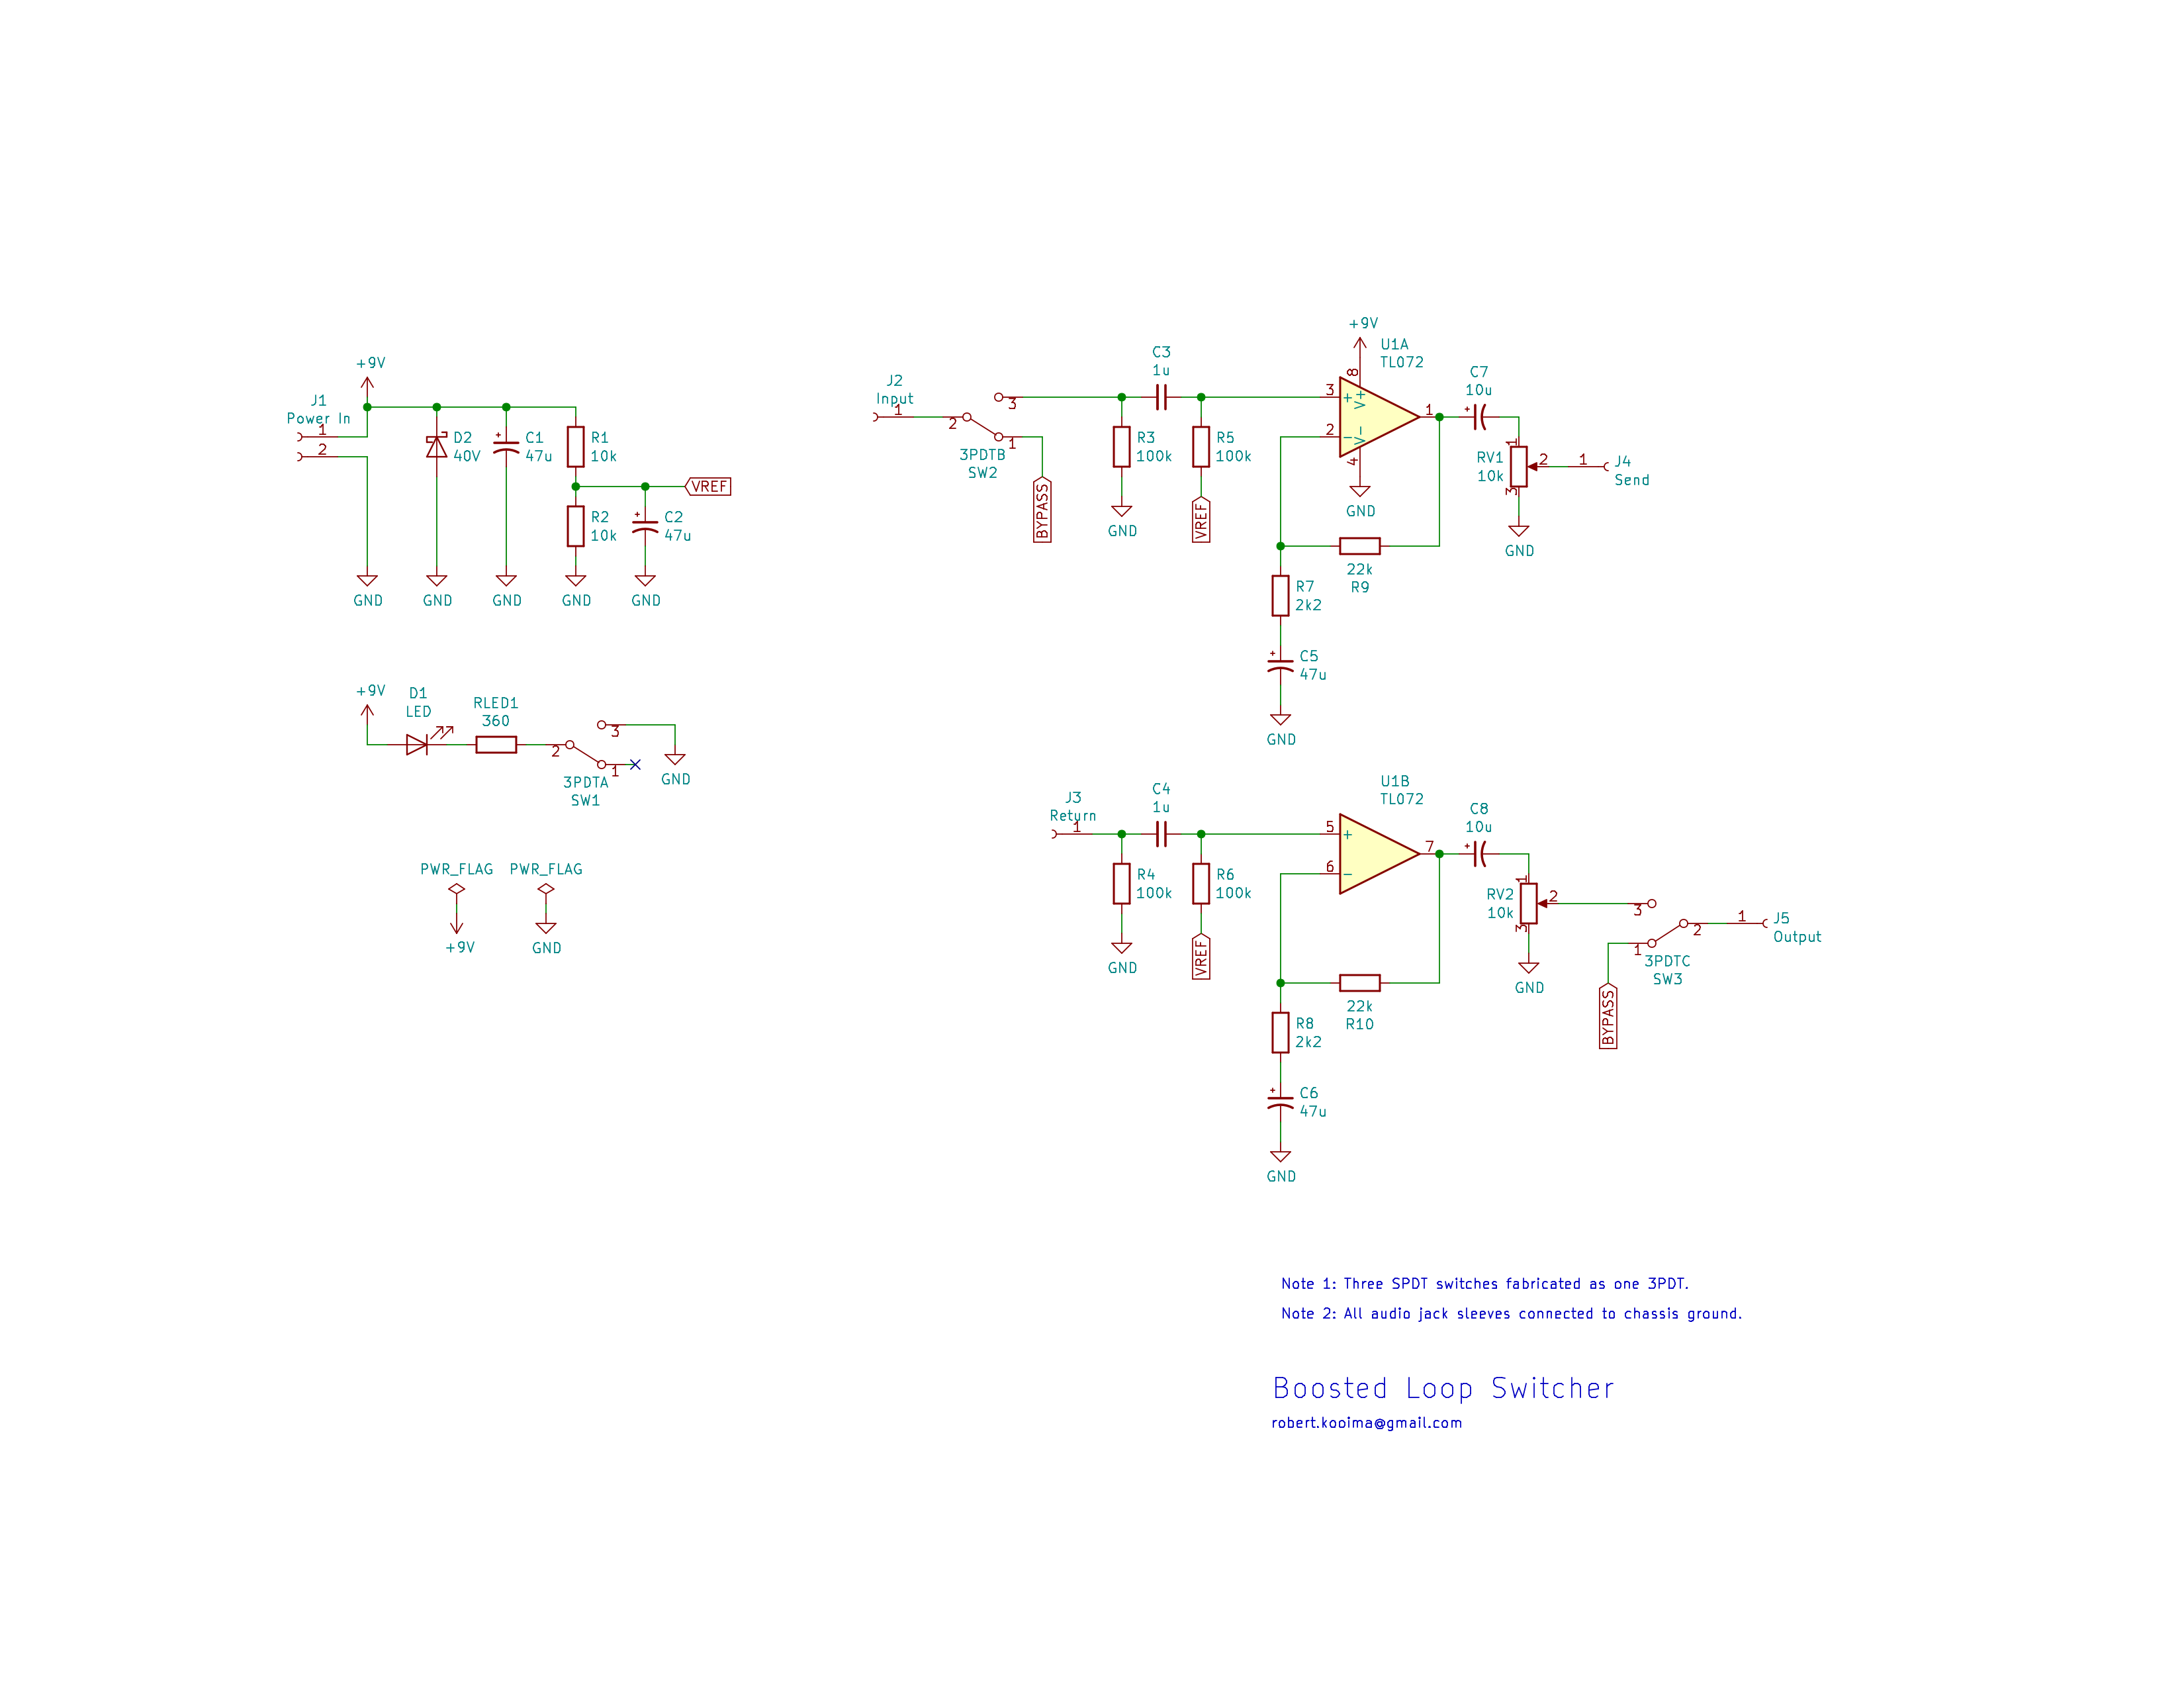 +9V
J1
Power In
1
2
D2
40V
C1
47u
R1
10k
VREF
R2
10k
C2
47u
GND
GND
GND
GND
GND
+9V
D1
LED
RLED1
360
2
3
1
3PDTA
SW1
GND
PWR_FLAG
PWR_FLAG
+9V
GND
J2
Input
1
2
3
1
3PDTB
SW2
BYPASS
C3
1u
R3
100k
GND
R5
100k
VREF
+9V
U1A
TL072
8
V+
3
+
2
-
V-
4
1
GND
C7
10u
RV1
10k
1
2
3
GND
1
J4
Send
22k
R9
R7
2k2
C5
47u
GND
J3
Return
1
C4
1u
R4
100k
GND
R6
100k
VREF
U1B
TL072
5
+
6
-
7
C8
10u
RV2
10k
1
2
3
GND
3
1
2
3PDTC
SW3
BYPASS
1
J5
Output
22k
R10
R8
2k2
C6
47u
GND
Note 1: Three SPDT switches fabricated as one 3PDT.
Note 2: All audio jack sleeves connected to chassis ground.
Boosted Loop Switcher
robert.kooima@gmail.com